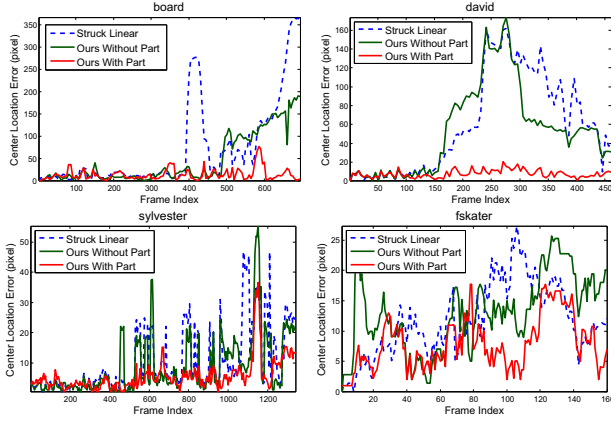 board
Center Location Error (pixel)
350
300
250
200
150
100
50
0
Struck Linear
Ours Without Part
Ours With Part
100 200 300 400 500 600
Frame Index
david
Center Location Error (pixel)
160
140
120
100
80
60
40
20
0
Struck Linear
Ours Without Part
Ours With Part
50 100 150 200 250 300 350 400 450
Frame Index
sylvester
Center Location Error (pixel)
50
40
30
20
10
Struck Linear
Ours Without Part
Ours With Part
200 400 600 800 1000 1200
Frame Index
fskater
Center Location Error (pixel)
25
20
15
10
5
0
Struck Linear
Ours Without Part
Ours With Part
20 40 60 80 100 120 140 160
Frame Index